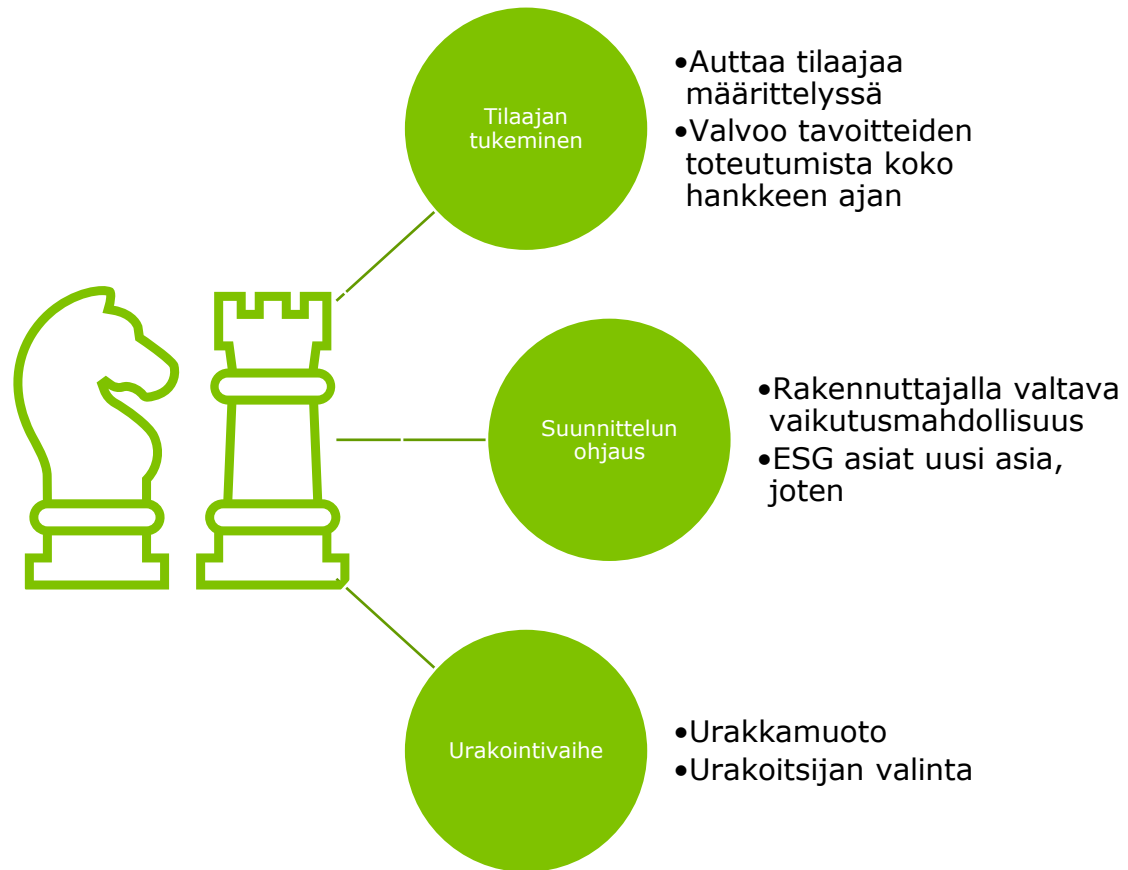 Tilaajan
tukeminen
•Auttaa tilaajaa
määrittelyssä
•Valvoo tavoitteiden
toteutumista koko
hankkeen ajan
Suunnittelun
ohjaus
•Rakennuttajalla valtava
vaikutusmahdollisuus
•ESG asiat uusi asia,
joten
Urakointivaihe
•Urakkamuoto
•Urakoitsijan valinta